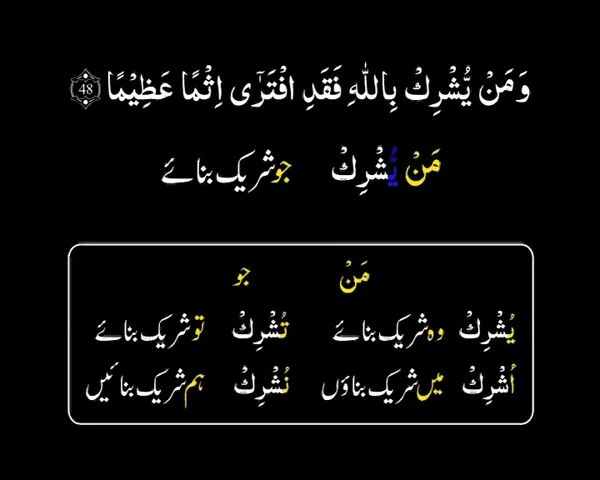 وَمَنْ يُّشْرِكْ بِاللّٰهِ فَقَدِ افْتَرٰٓى اِثْمًا عَظِيْمًا 48
مَنْ يُّشْرِكْ جو شریک بنائے
مَنْ جو
يُشْرِكْ وہ شریک بنائے تُشْرِكْ تو شریک بنائے
اُشْرِكْ میں شریک بناؤں نُشْرِكْ ہم شریک بنائیں